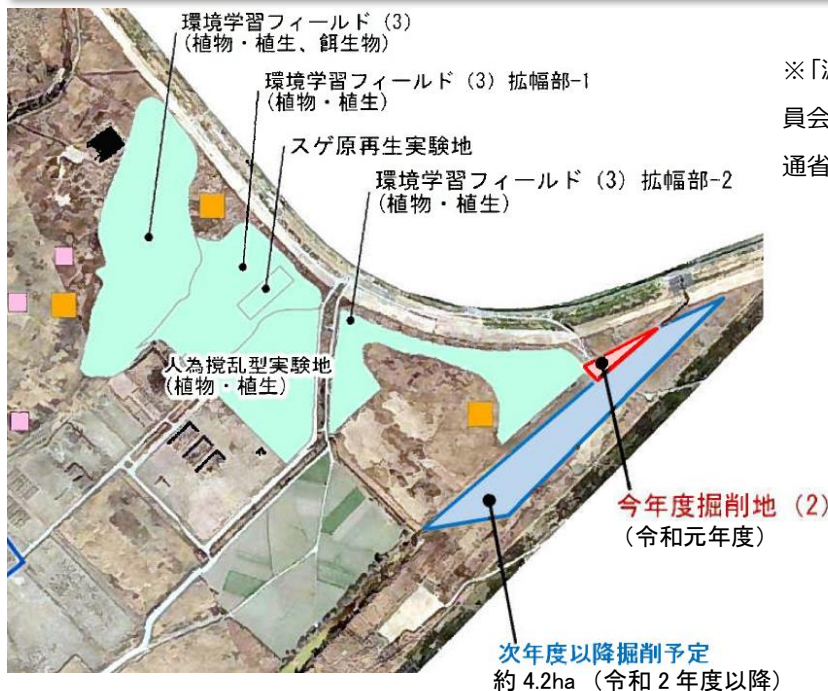 環境学習フィールド (3)
(植物・植生、餌生物)
環境学習フィールド (3) 拡幅部-1
(植物・植生)
スゲ原再生実験地
環境学習フィールド (3) 拡幅部-2
(植物・植生)
人為撹乱型実験地
(植物・植生)
今年度掘削地 (2)
(令和元年度)
次年度以降掘削予定
約 4.2ha (令和 2 年度以降)
※「
員会
通省